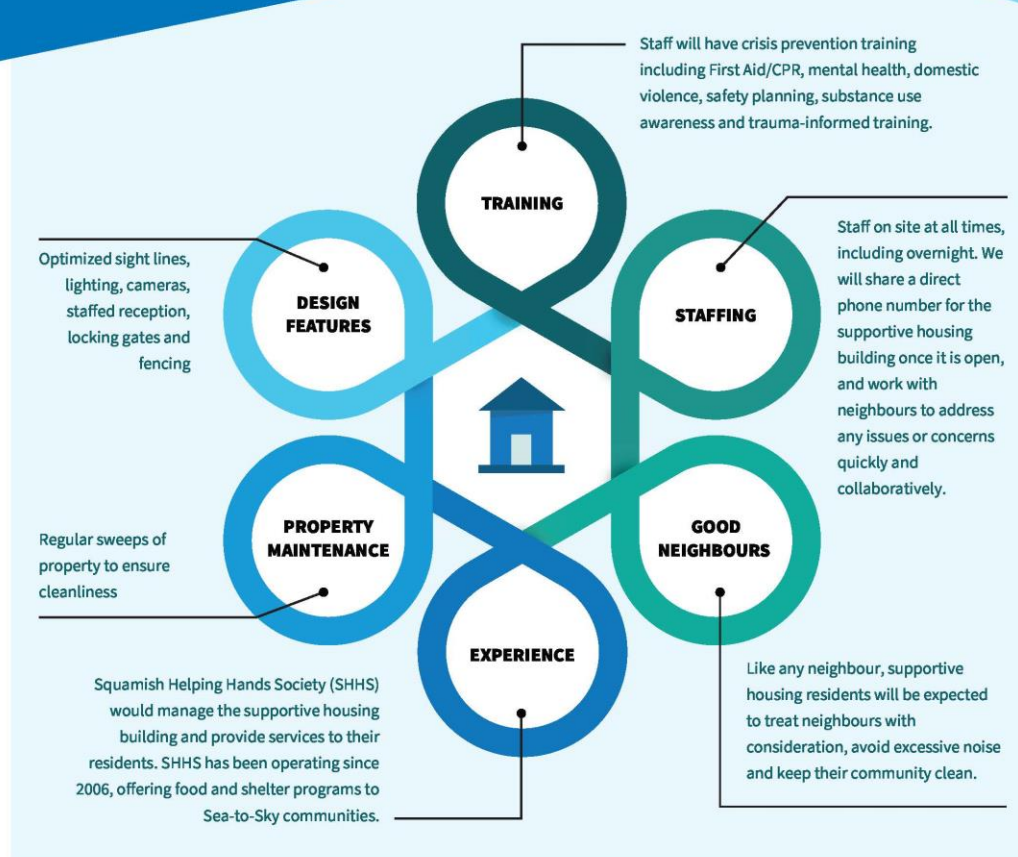 Staff will have crisis prevention training
including First Aid/CPR, mental health, domestic
violence, safety planning, substance use
awareness and trauma-informed training.
TRAINING
Staff on site at all times,
including overnight. We
will share a direct
phone number for the
supportive housing
building once it is open,
and work with
neighbours to address
any issues or concerns
quickly and
collaboratively.
STAFFING
Optimized sight lines,
lighting, cameras,
staffed reception,
locking gates and
fencing
DESIGN
FEATURES
Regular sweeps of
property to ensure
cleanliness
PROPERTY
MAINTENANCE
GOOD
NEIGHBOURS
Like any neighbour, supportive
housing residents will be expected
to treat neighbours with
consideration, avoid excessive noise
and keep their community clean.
EXPERIENCE
Squamish Helping Hands Society (SHHS)
would manage the supportive housing
building and provide services to their
residents. SHHS has been operating since
2006, offering food and shelter programs to
Sea-to-Sky communities.